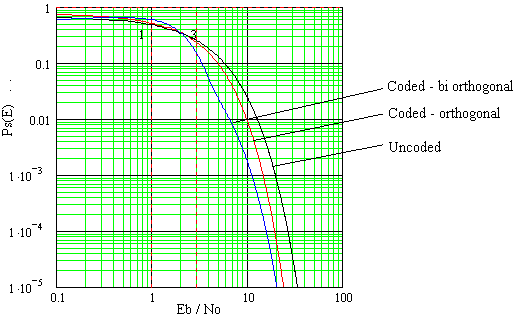 1
1
3
0.1
Coded - bi orthogonal
Coded - orthogonal
0.01
Ps(E)
Uncoded
1·10⁻³
1·10⁻⁴
1·10⁻⁵
0.1
1
10
100
Eb / No